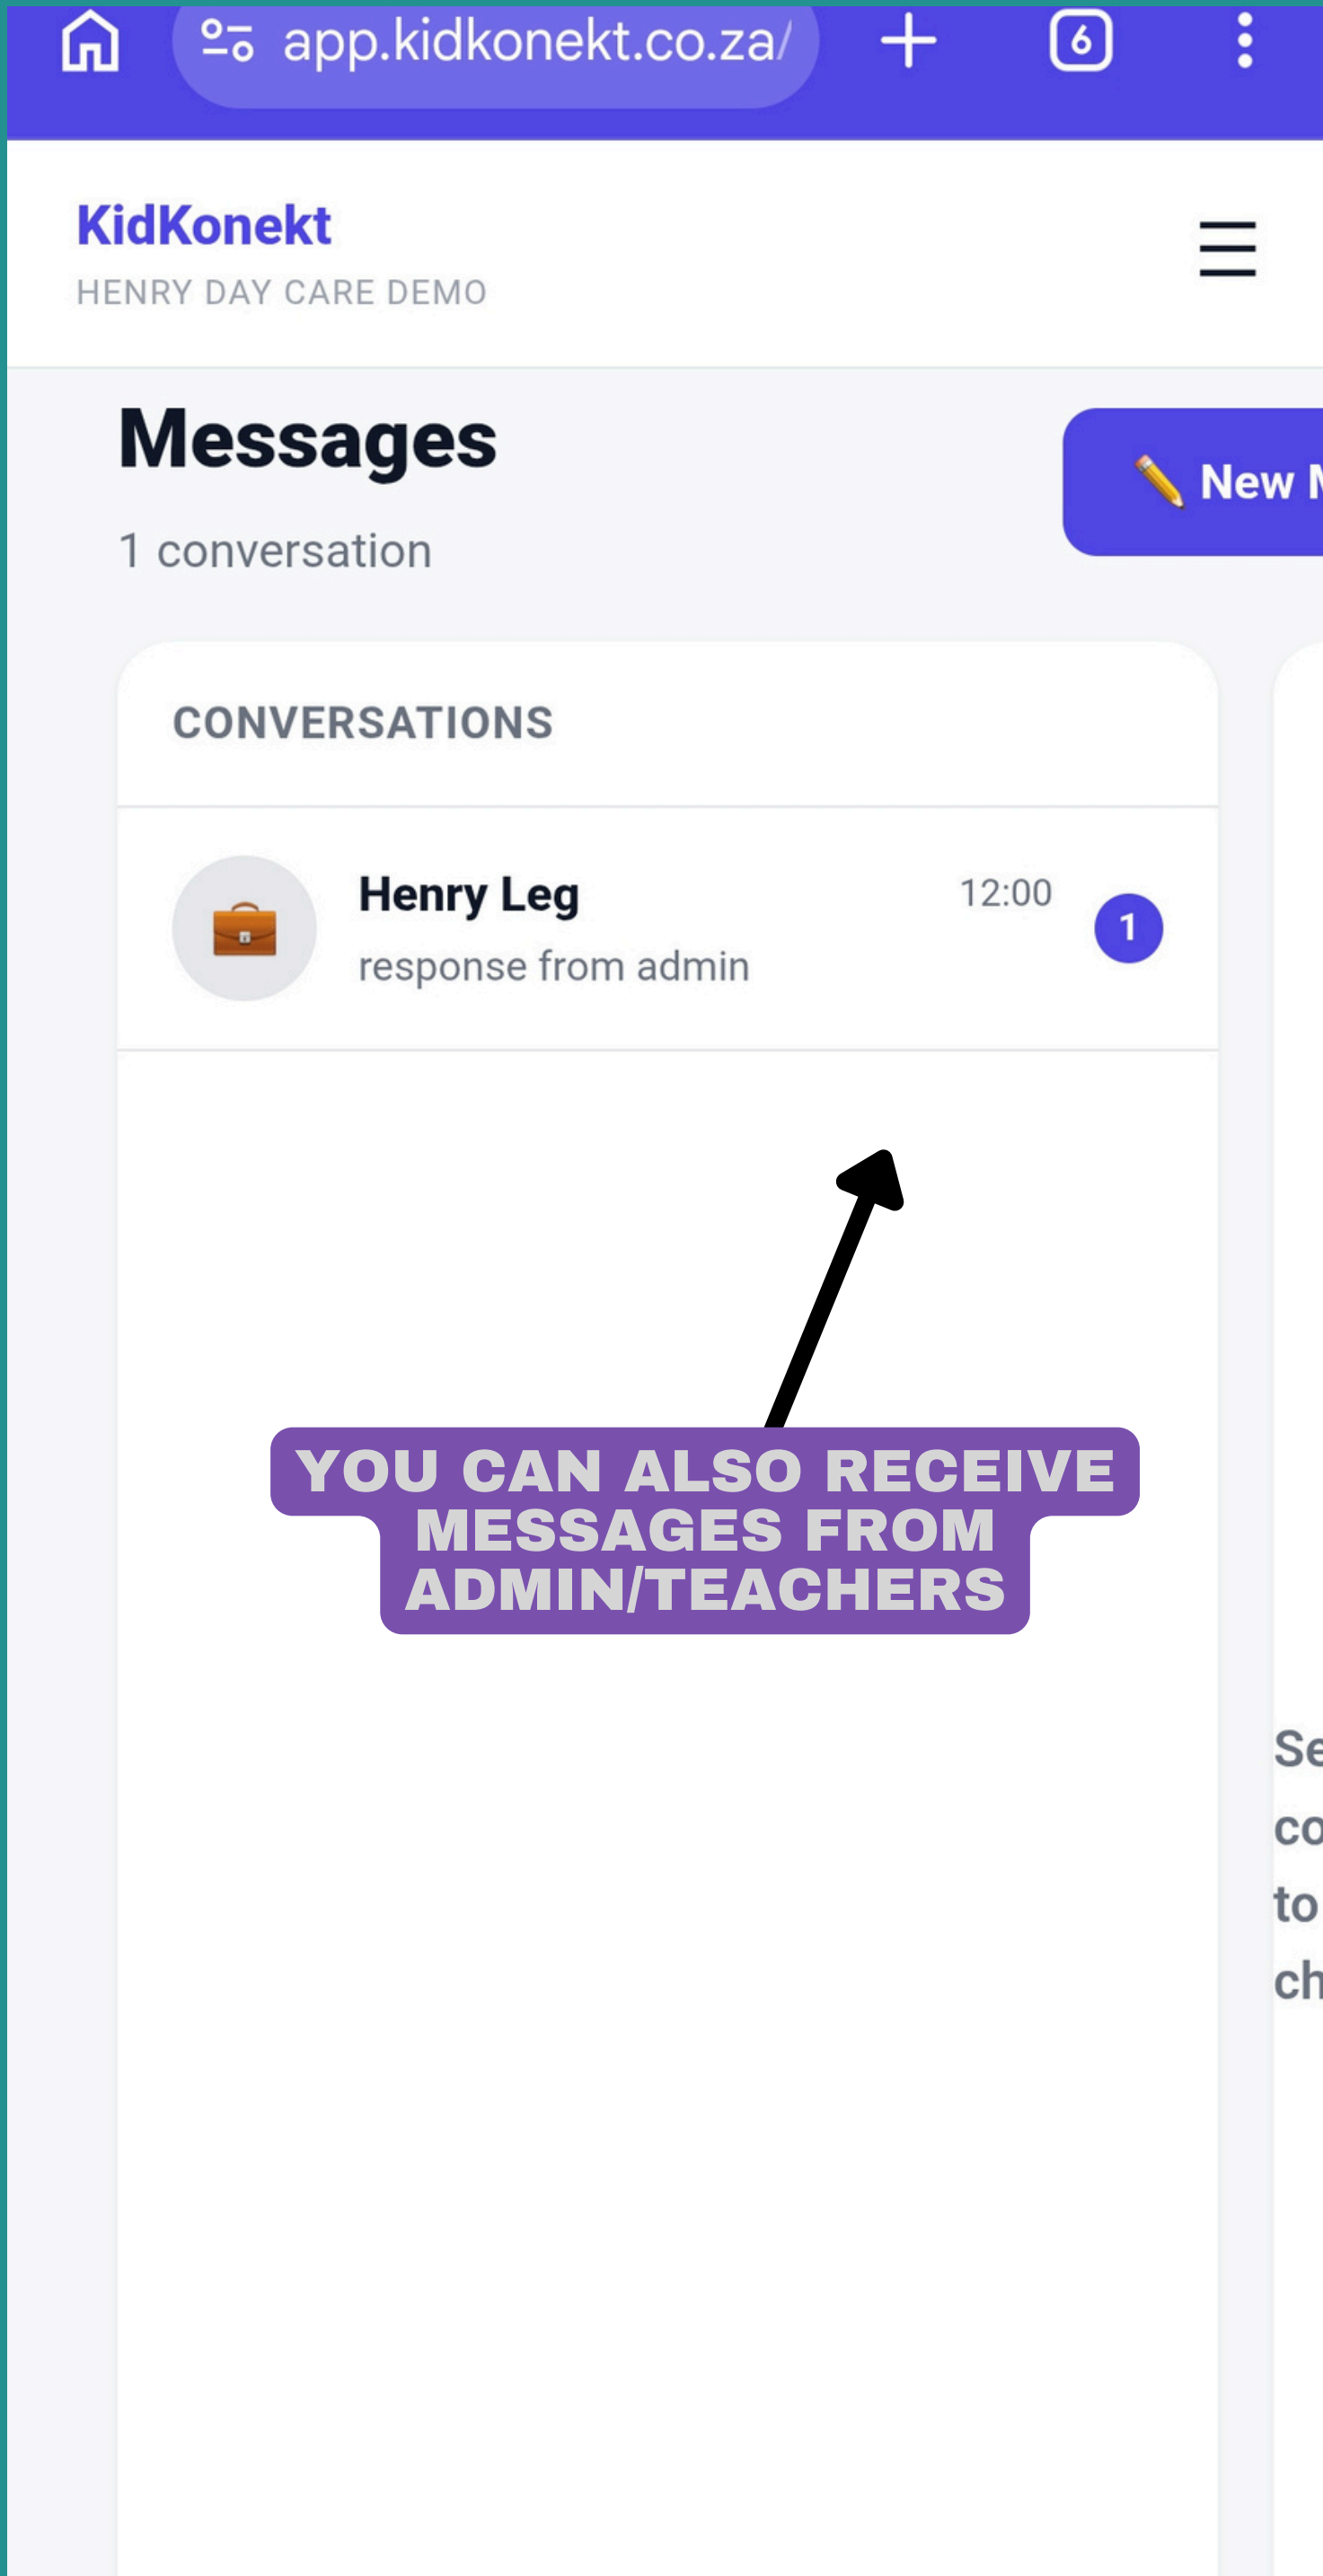 app.kidkonekt.co.za/
6
KidKonekt
HENRY DAY CARE DEMO
Messages
1 conversation
✏️ New
CONVERSATIONS
Henry Leg
12:00
1
response from admin
YOU CAN ALSO RECEIVE
MESSAGES FROM
ADMIN/TEACHERS
to